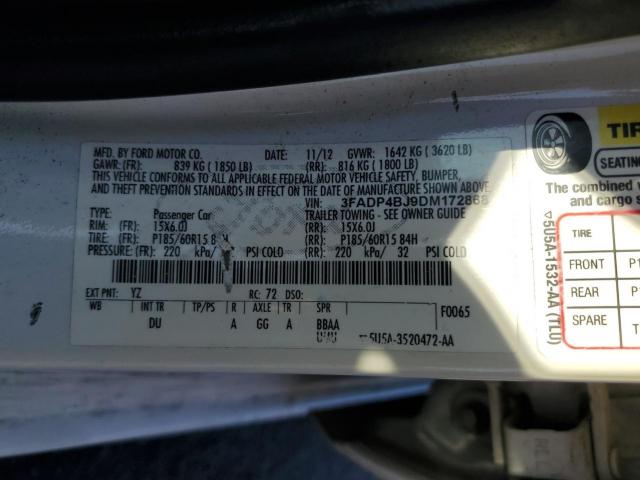 MFD. BY FORD MOTOR CO. DATE: 11/12 GVWR: 1642 KG ( 3620 LB)
GAWR: (FR): 839 KG ( 1850 LB) (RR): 816 KG ( 1800 LB)
THIS VEHICLE CONFORMS TO ALL APPLICABLE FEDERAL MOTOR VEHICLE SAFETY, BUMPER,
AND THEFT PREVENTION STANDARDS IN EFFECT ON THE DATE OF MANUFACTURE SHOWN ABOVE.
VIN: 3FADP4BJ9DM172868
TYPE: Passenger Car TRAILER TOWING - SEE OWNER GUIDE
RIM: (FR): 15X6.0J (RR): 15X6.0J
TIRE: (FR): P185/60R15 84H (RR): P185/60R15 84H
PRESSURE: (FR): 220 kPa/ PSI COLD (RR): 220 kPa/ 32 PSI COLD
EXT PNT: YZ RC: 72 DSO:
WB INT TR TP/PS R AXLE TR SPR F0065
DU A GG A BBAA
5U5A-3520472-AA
TIR
SEATING
The combined
and cargo s
TIRE
FRONT P1
REAR P1
SPARE T
5U5A-1532-AA (TLU)